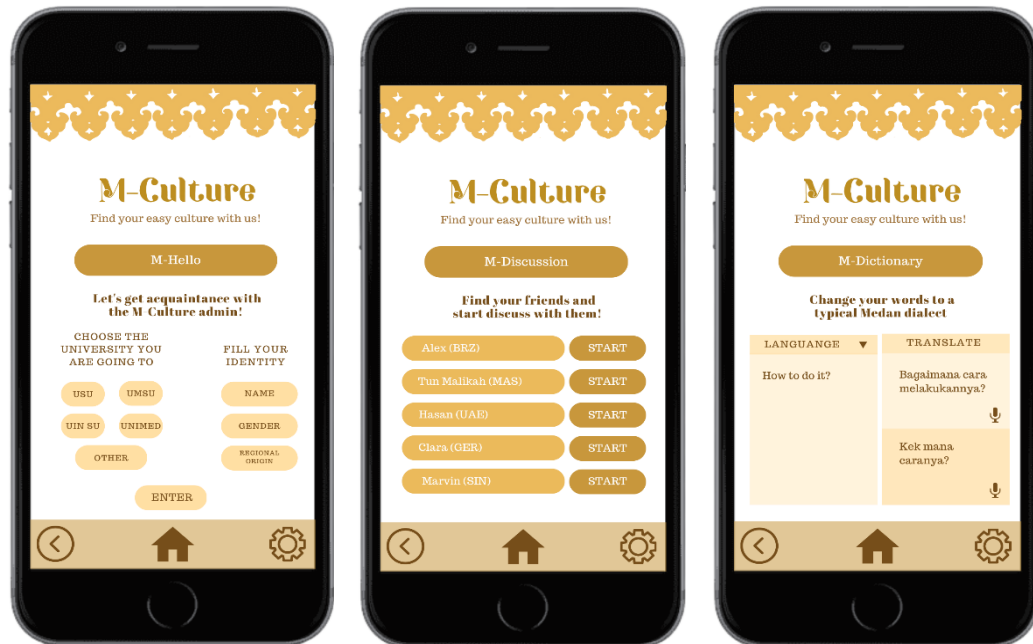 M-Culture
Find your easy culture with us!
M-Hello
Let's get acquaintance with
the M-Culture admin!
CHOOSE THE
UNIVERSITY YOU
ARE GOING TO
USU
UMSU
UIN SU
UNIMED
OTHER
FILL YOUR
IDENTITY
NAME
GENDER
REGIONAL
ORIGIN
ENTER
M-Culture
Find your easy culture with us!
M-Discussion
Find your friends and
start discuss with them!
Alex (BRZ) START
Tun Malikah (MAS) START
Hasan (UAE) START
Clara (GER) START
Marvin (SIN) START
M-Culture
Find your easy culture with us!
M-Dictionary
Change your words to a
typical Medan dialect
LANGUANGE
How to do it?
TRANSLATE
Bagaimana cara
melakukannya?
Kek mana
caranya?